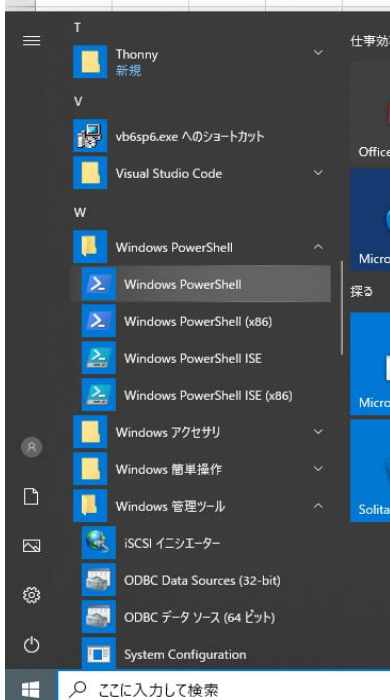 T
仕事効
Thonny
新規
V
vb6sp6.exe へのショートカット
Office
Visual Studio Code
W
Windows PowerShell
Micro
Windows PowerShell
探る
Windows PowerShell (x86)
Windows PowerShell ISE
Windows PowerShell ISE (x86)
Micro
Windows アクセサリ
Windows 簡単操作
Windows 管理ツール
Solita
iSCSI イニシエーター
ODBC Data Sources (32-bit)
ODBC データ ソース (64 ビット)
System Configuration
ここに入力して検索